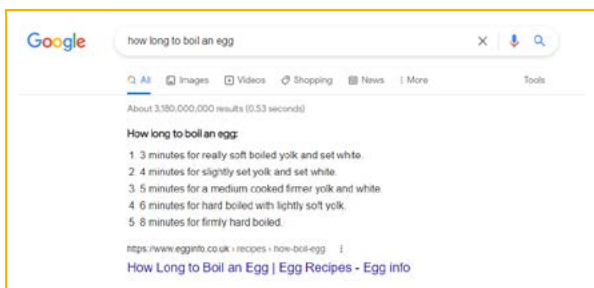 Google
how long to boil an egg
All Images Videos Shopping News More Tools
About 3,180,000,000 results (0.53 seconds)
How long to boil an egg:
1 3 minutes for really soft boiled yolk and set white.
2 4 minutes for slightly set yolk and set white.
3 5 minutes for a medium cooked firmer yolk and white
4 6 minutes for hard boiled with lightly soft yolk.
5 8 minutes for firmly hard boiled.
https://www.egginfo.co.uk › recipes › how-boil-egg
How Long to Boil an Egg | Egg Recipes - Egg info